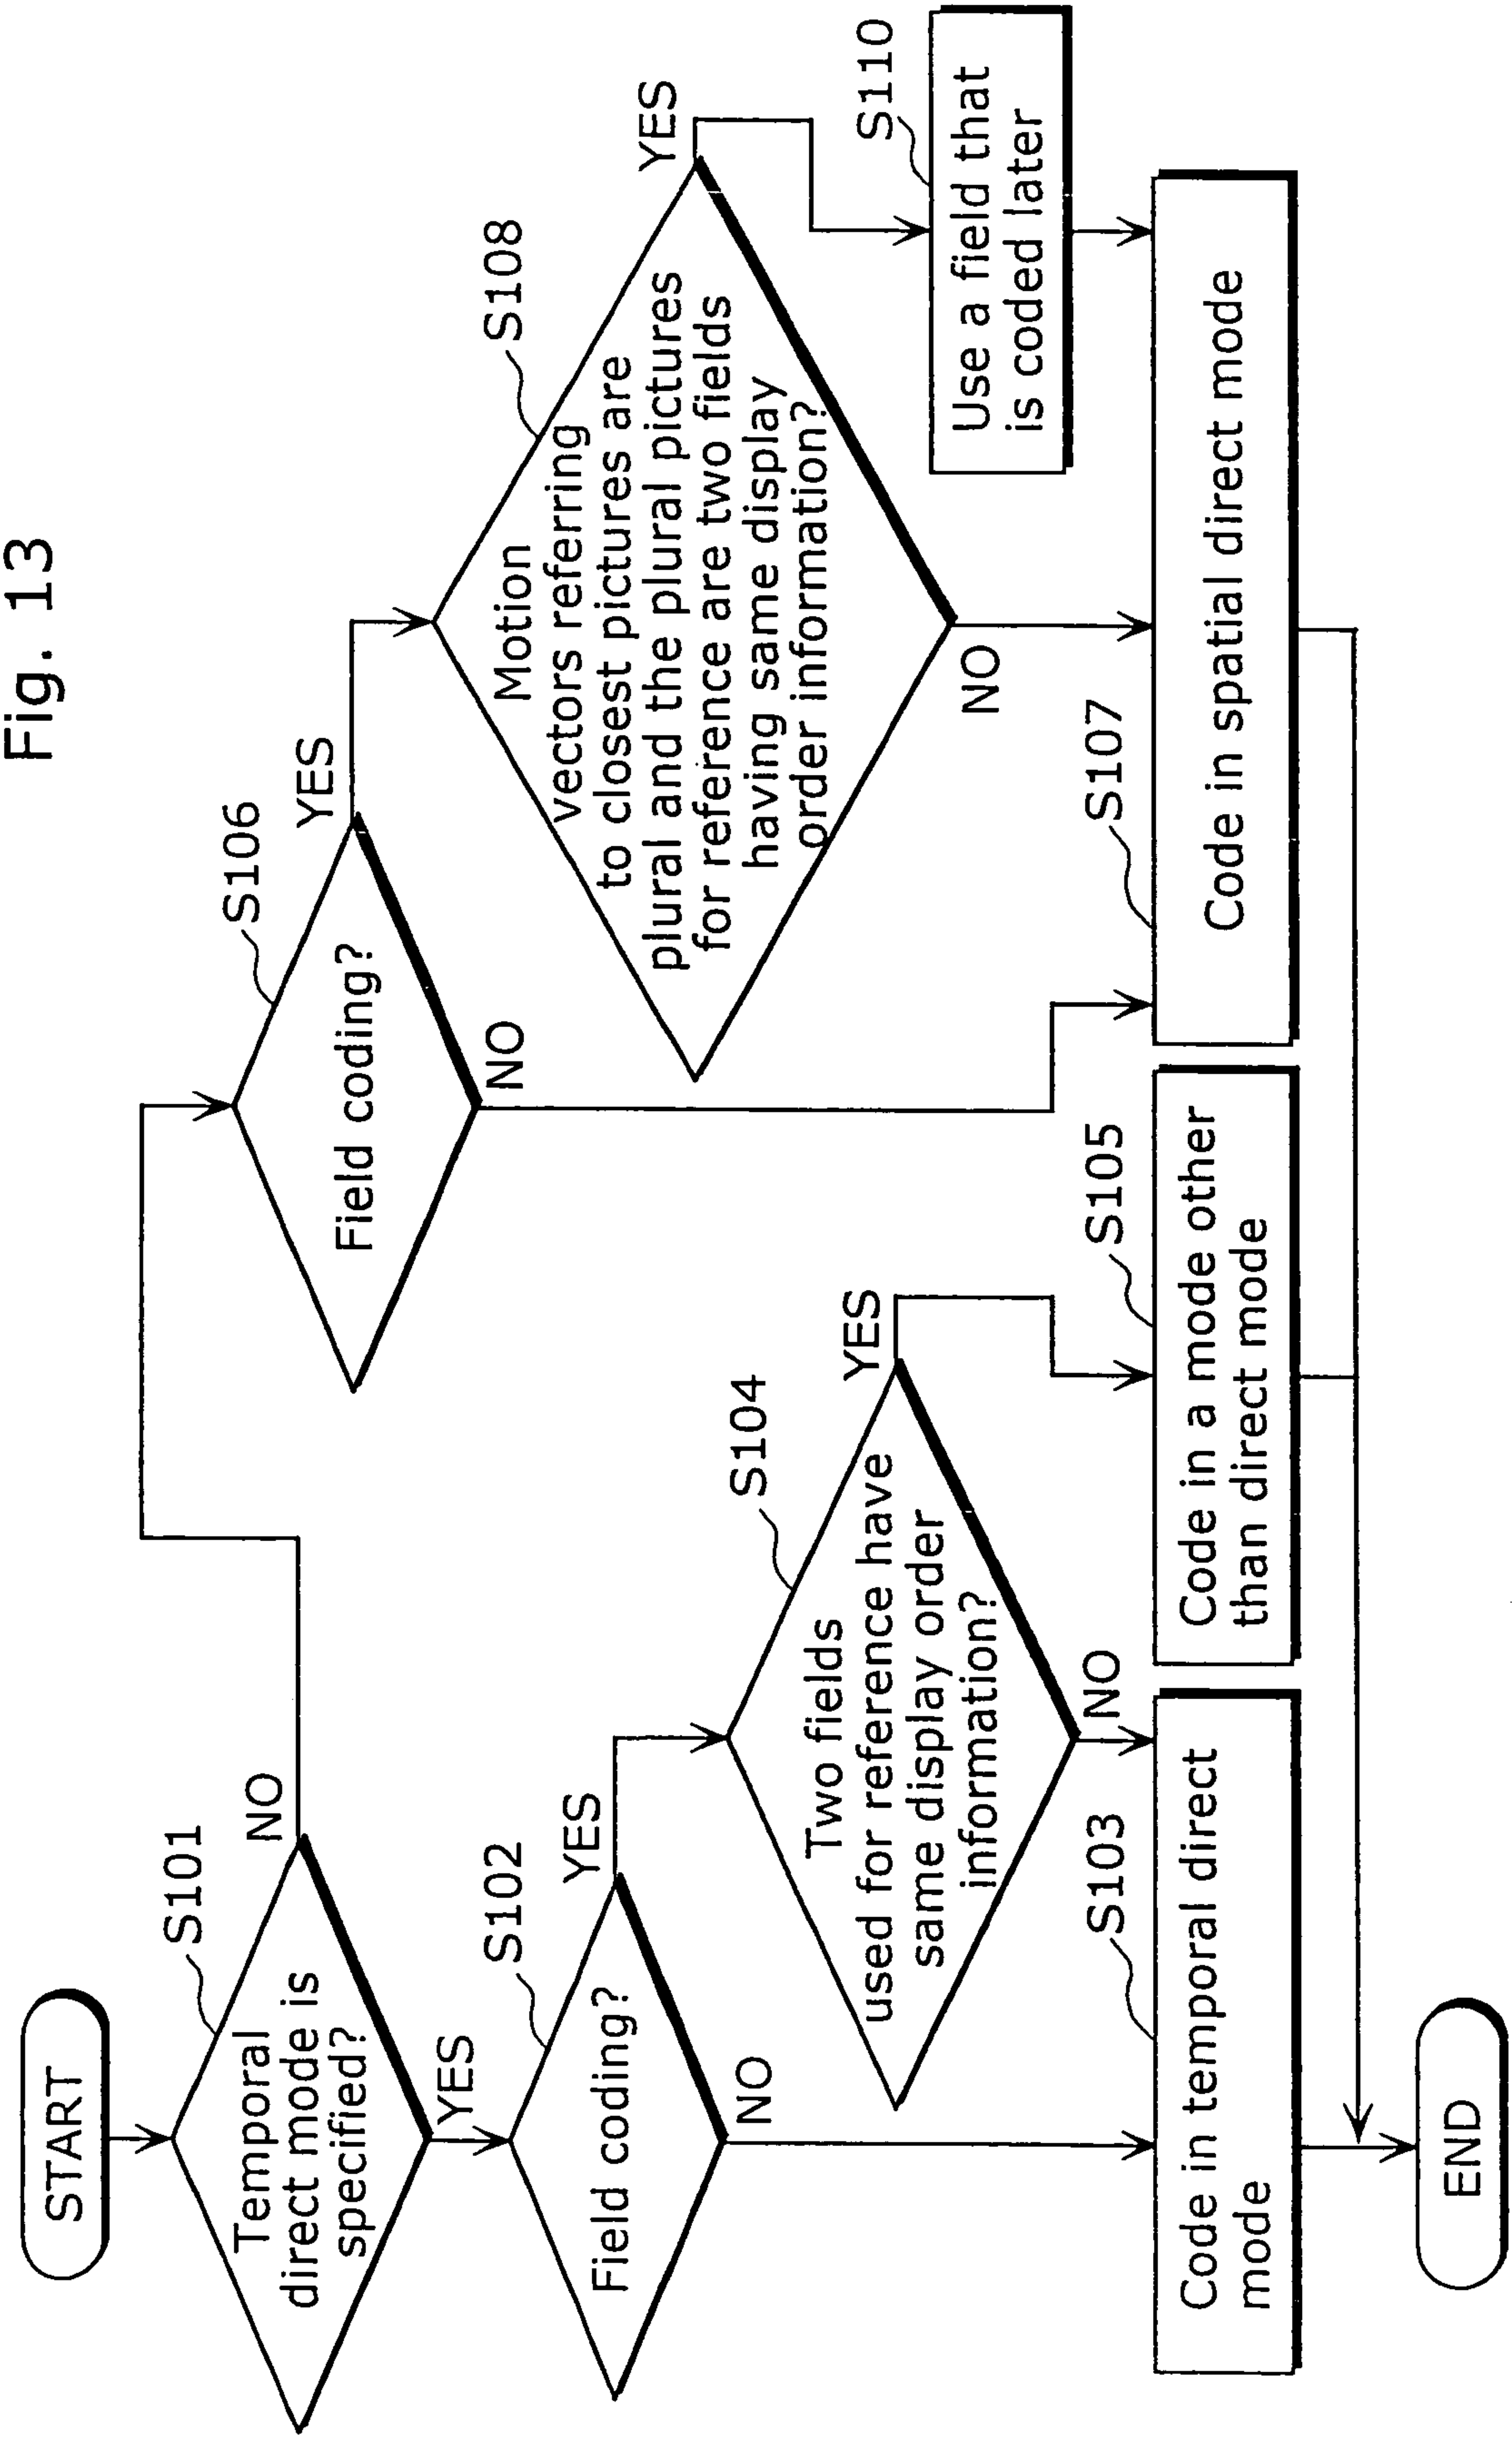 Fig. 13
START
S101
Temporal
direct mode is
specified?
NO
YES
S102
Field coding?
YES
NO
S104
Two fields
used for reference have
same display order
information?
YES
NO
S106
Field coding?
YES
NO
S108
Motion
vectors referring
to closest pictures are
plural and the plural pictures
for reference are two fields
having same display
order information?
YES
NO
S110
Use a field that
is coded later
S103
Code in temporal direct
mode
S105
Code in a mode other
than direct mode
S107
Code in spatial direct mode
END